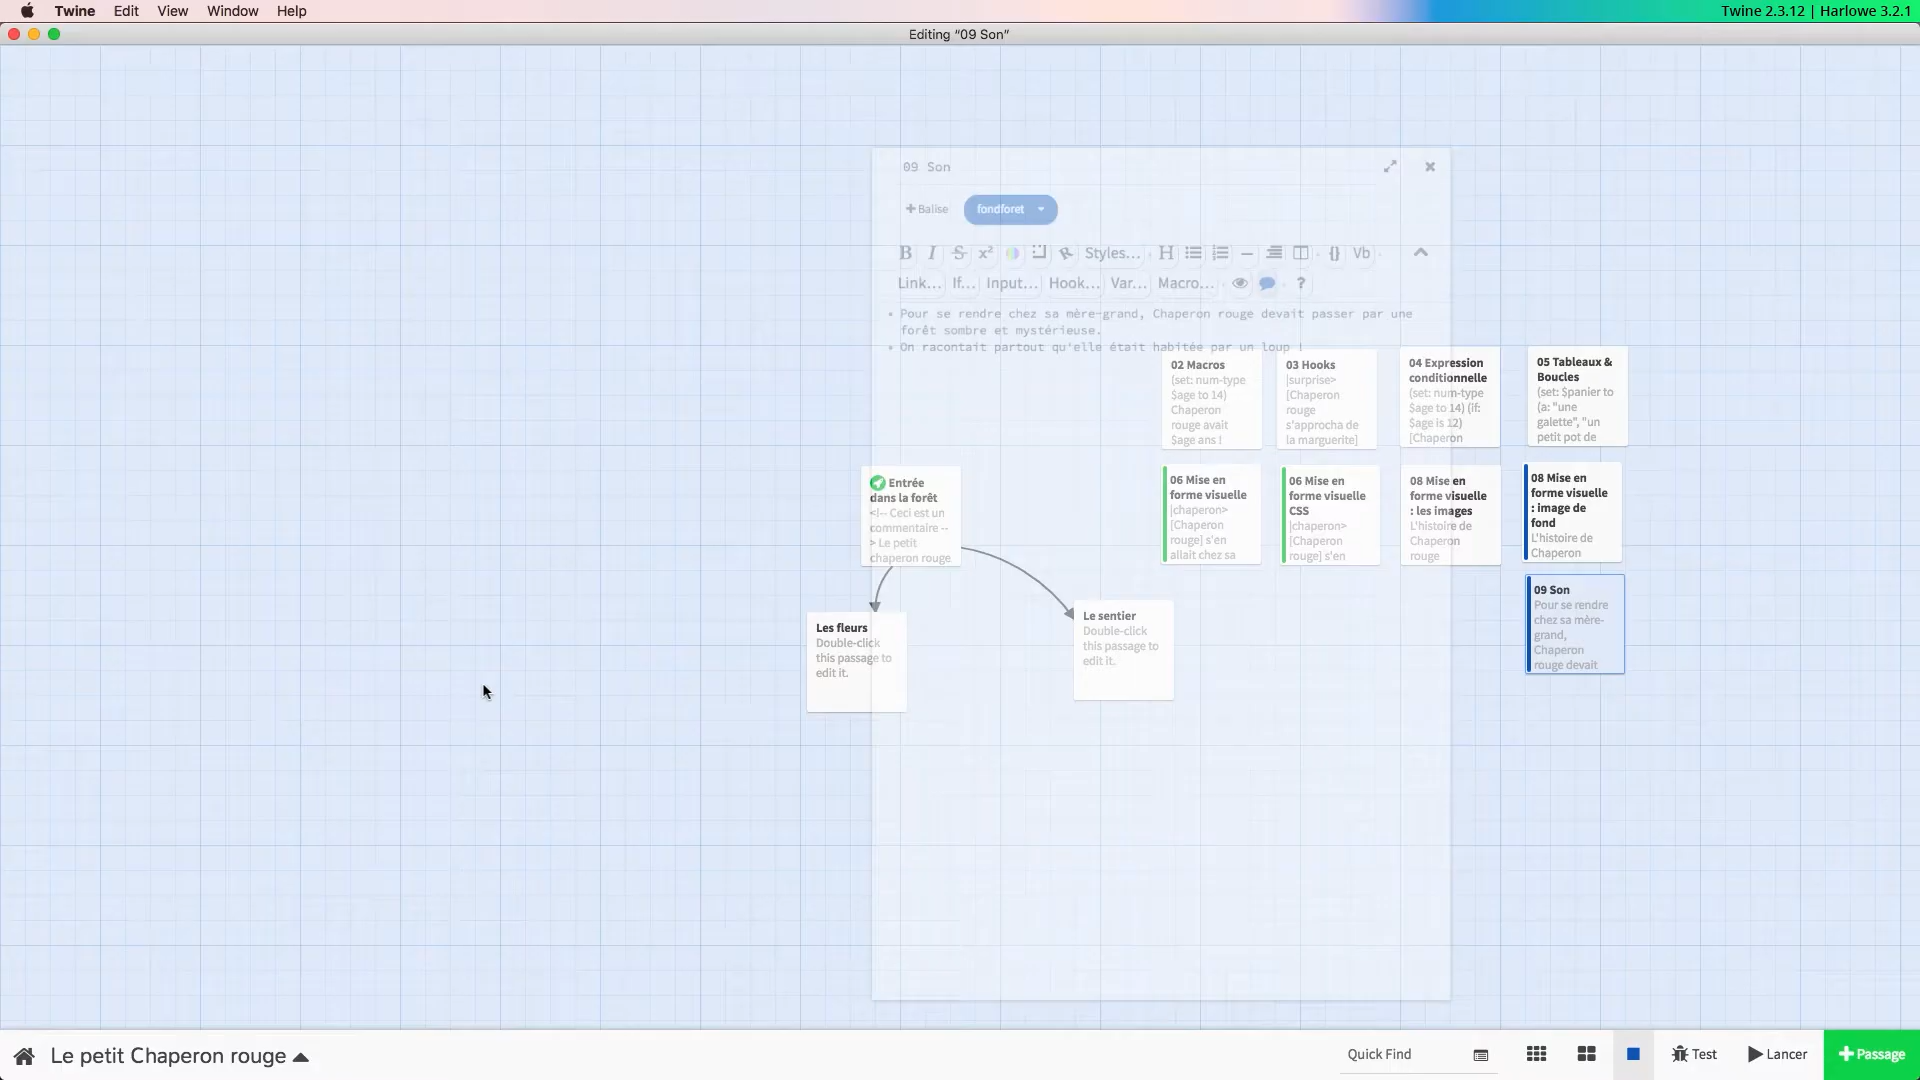 Twine Edit View Window Help
Twine 2.3.12 | Harlowe 3.2.1
Editing “09 Son”
09 Son
Balise
fondforet
B I S x² Styles... H {} Vb
Link... If... Input... Hook... Var... Macro... ?
• Pour se rendre chez sa mère-grand, Chaperon rouge devait passer par une
forêt sombre et mystérieuse.
• On racontait partout qu'elle était habitée par un loup !
02 Macros
(set: num-type
$age to 14)
Chaperon
rouge avait
$age ans !
03 Hooks
|surprise>
[Chaperon
rouge
s'approcha de
la marguerite]
04 Expression
conditionnelle
(set: num-type
$age to 14) (if:
$age is 12)
[Chaperon
05 Tableaux &
Boucles
(set: $panier to
(a: "une
galette", "un
petit pot de
Entrée
dans la forêt
<!-- Ceci est un
commentaire --
> Le petit
chaperon rouge
06 Mise en
forme visuelle
|chaperon>
[Chaperon
rouge] s'en
allait chez sa
06 Mise en
forme visuelle
CSS
|chaperon>
[Chaperon
rouge] s'en
08 Mise en
forme visuelle
: les images
L'histoire de
Chaperon
rouge
08 Mise en
forme visuelle
: image de
fond
L'histoire de
Chaperon
09 Son
Pour se rendre
chez sa mère-
grand,
Chaperon
rouge devait
Les fleurs
Double-click
this passage to
edit it.
Le sentier
Double-click
this passage to
edit it.
Le petit Chaperon rouge
Quick Find
Test
Lancer
Passage